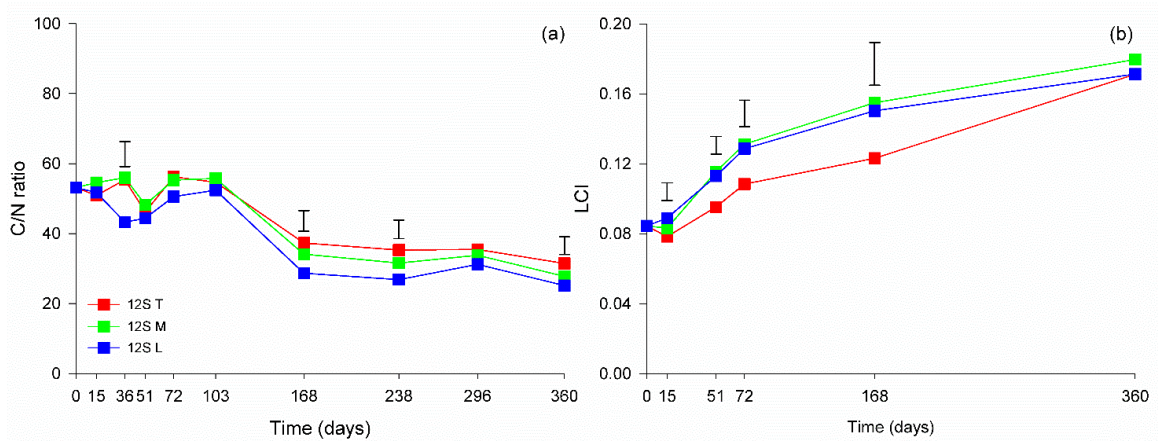 (a)
C/N ratio
100
80
60
40
20
0
12S T
12S M
12S L
0 15 36 51 72 103 168 238 296 360
Time (days)
(b)
LCI
0.20
0.16
0.12
0.08
0.04
0.00
0 15 51 72 168 360
Time (days)